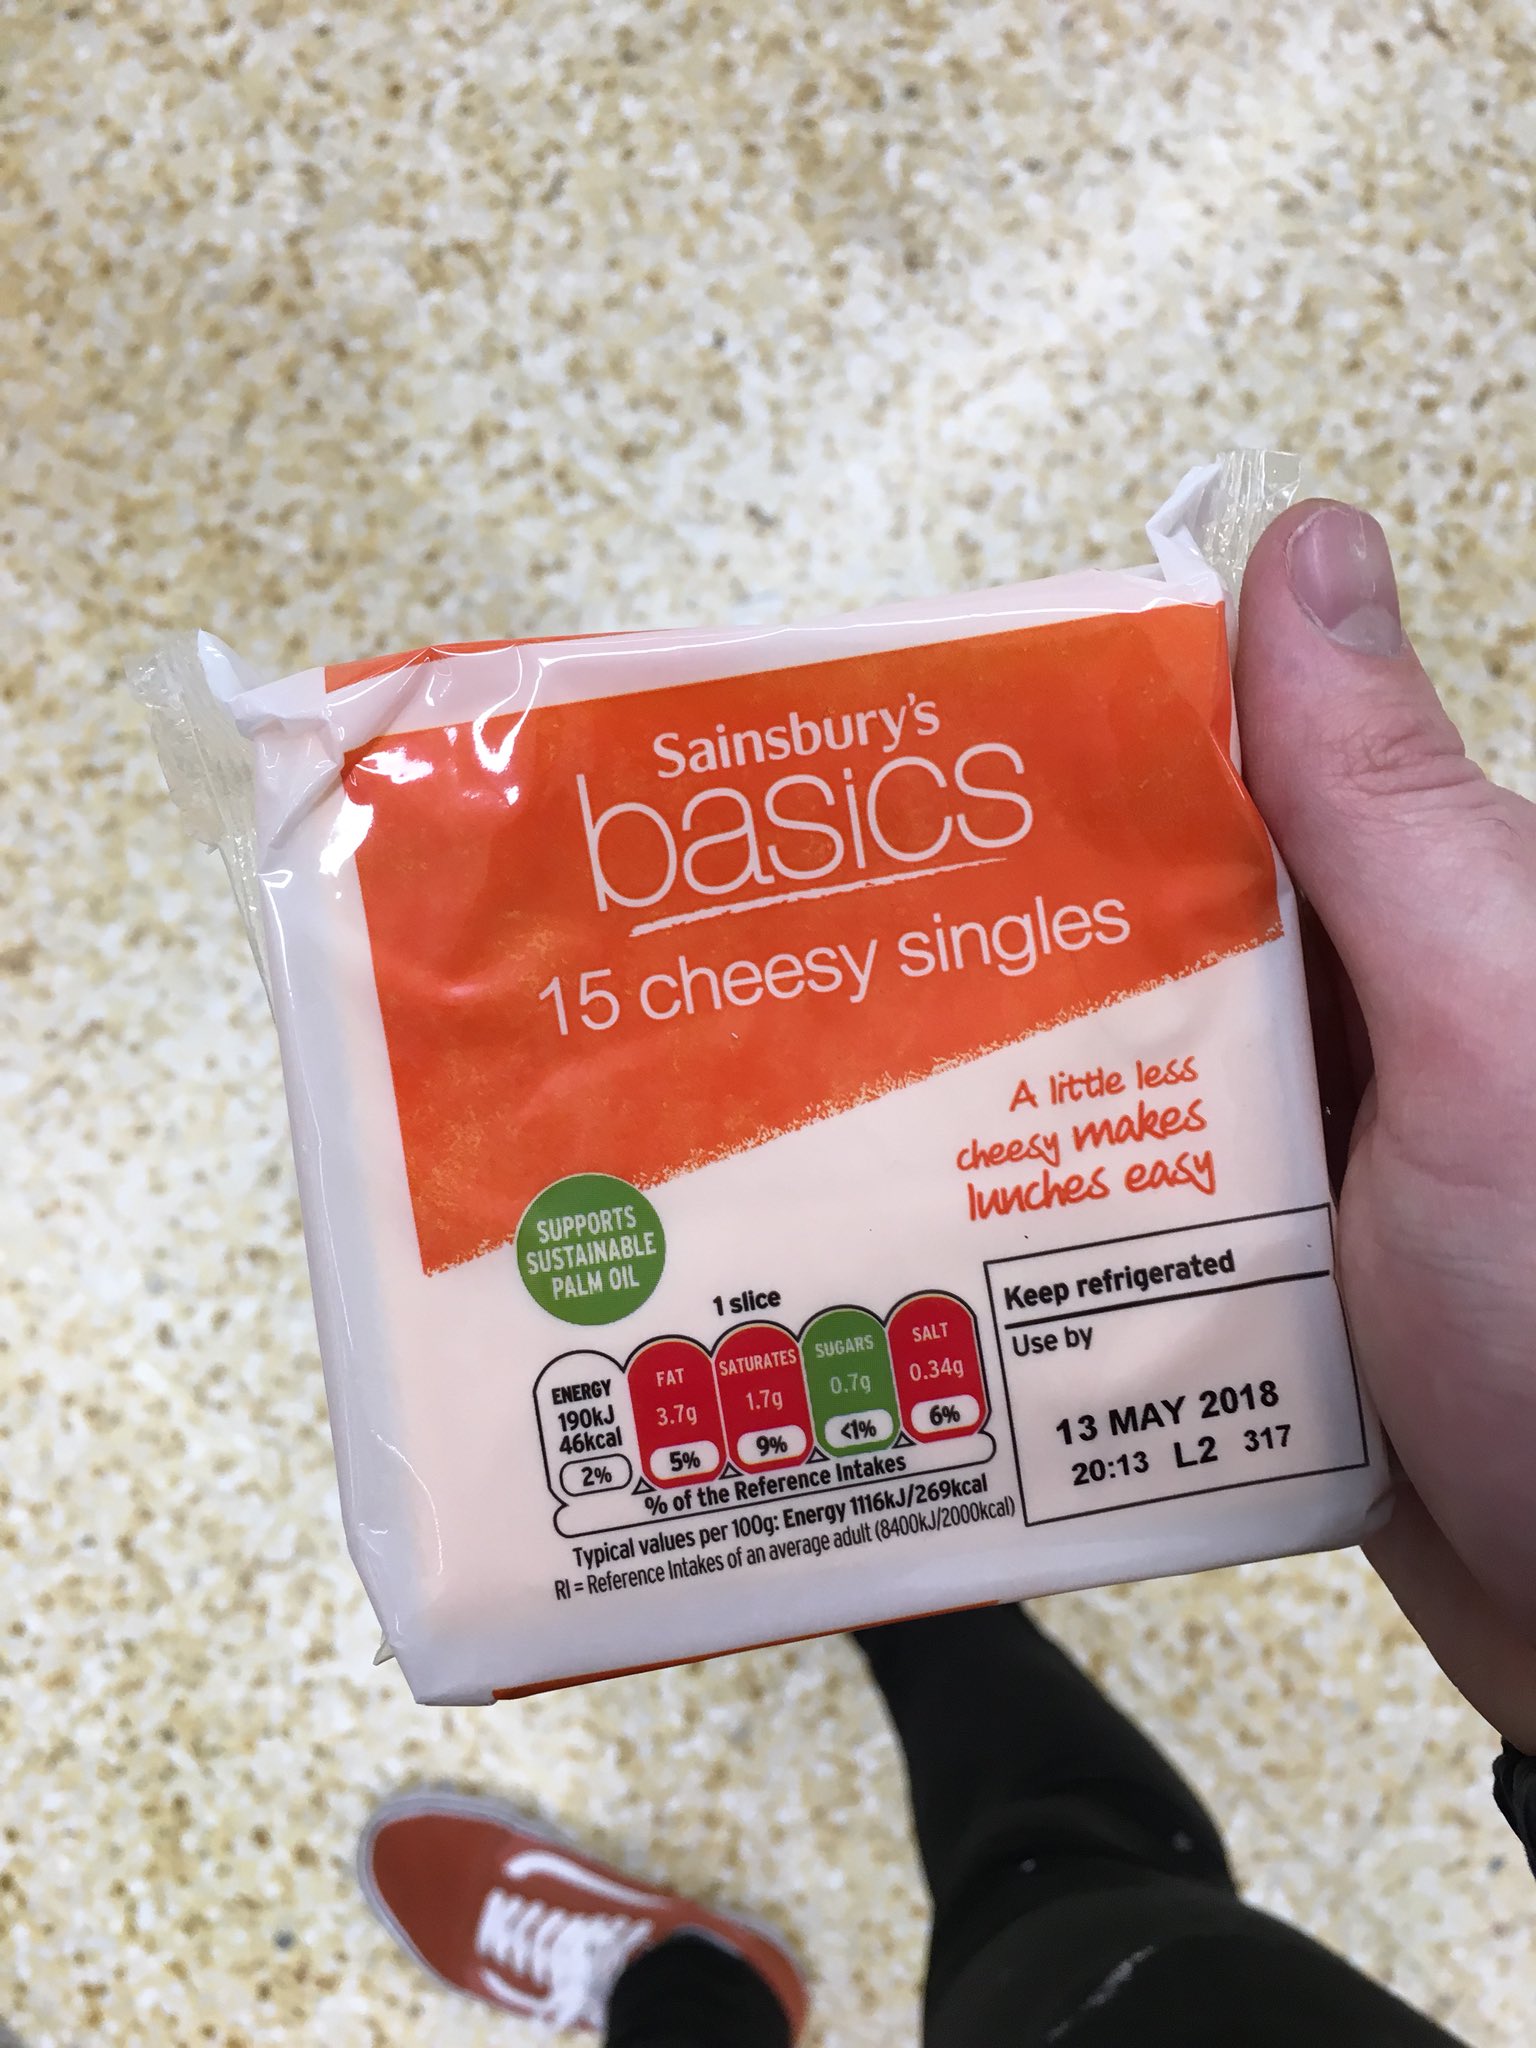 Sainsbury's
basics
15 cheesy singles
A little less
cheesy makes
lunches easy
SUPPORTS
SUSTAINABLE
PALM OIL
1 slice
ENERGY
190kJ
46kcal
2%
FAT
3.7g
5%
SATURATES
1.7g
9%
SUGARS
0.7g
<1%
SALT
0.34g
6%
% of the Reference Intakes
Typical values per 100g: Energy 1116kJ/269kcal
RI = Reference Intakes of an average adult (8400kJ/2000kcal)
Keep refrigerated
Use by
13 MAY 2018
20:13 L2 317